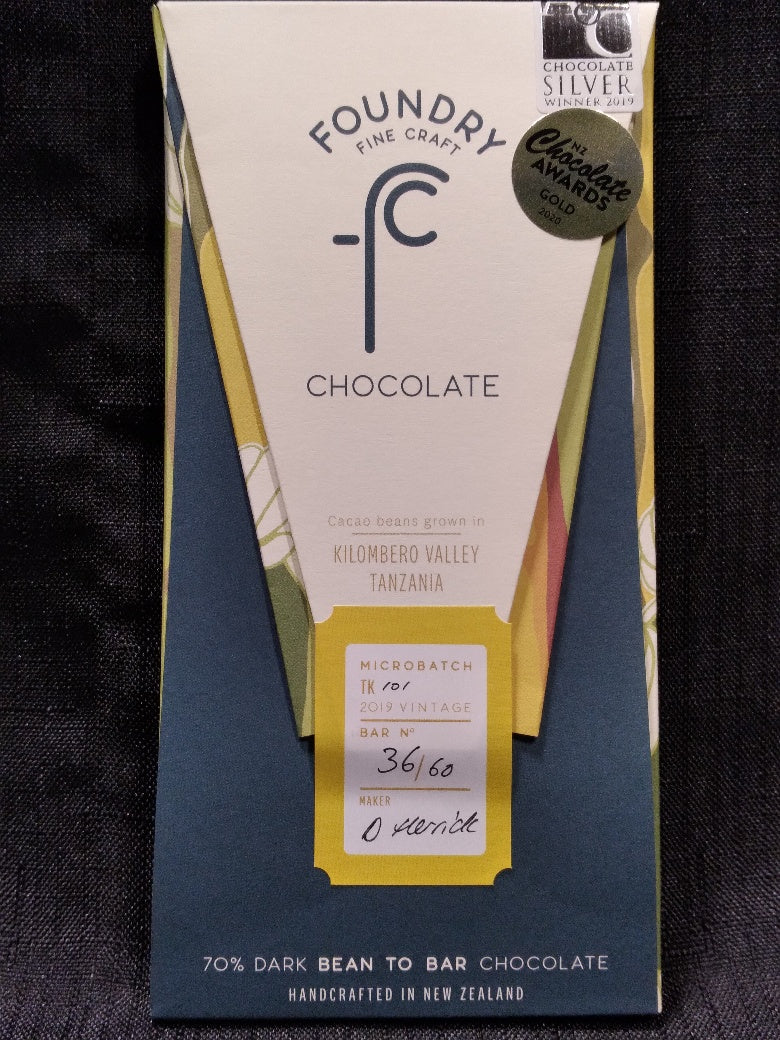 CHOCOLATE
SILVER
WINNER 2019
NZ
Chocolate
AWARDS
GOLD
2020
FOUNDRY
FINE CRAFT
fc
CHOCOLATE
Cacao beans grown in
KILOMBERO VALLEY
TANZANIA
MICROBATCH
TK 101
2019 VINTAGE
BAR Nº
36/60
MAKER
D Herrick
70% DARK BEAN TO BAR CHOCOLATE
HANDCRAFTED IN NEW ZEALAND